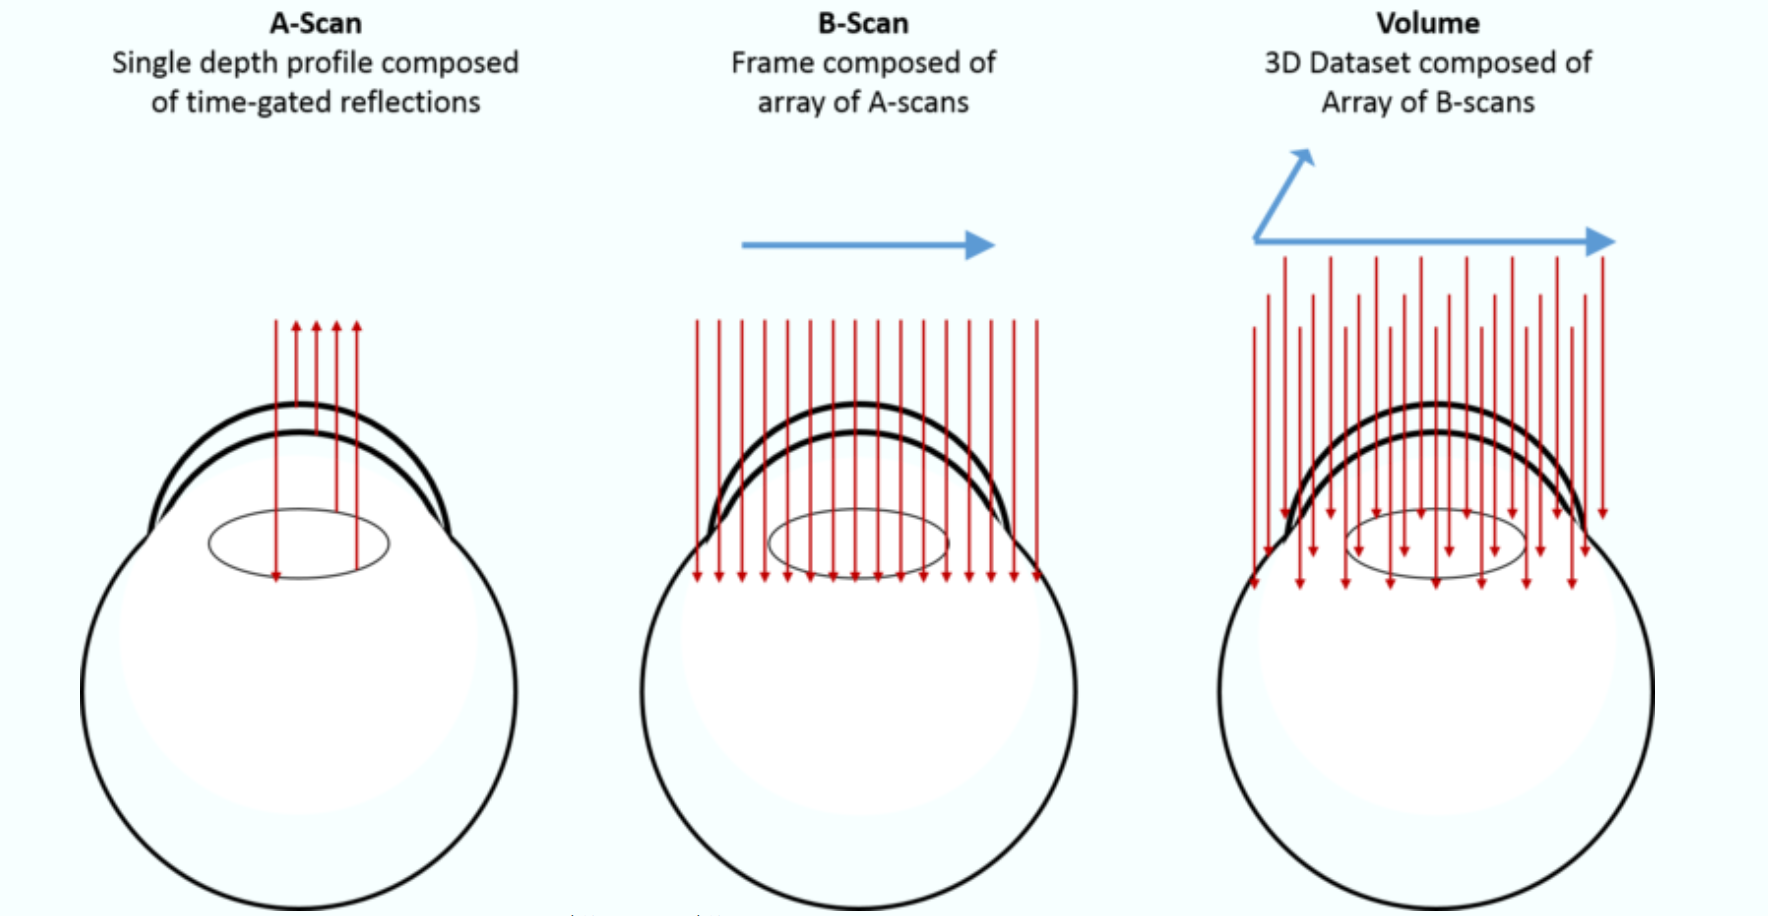 A-Scan
Single depth profile composed
of time-gated reflections
B-Scan
Frame composed of
array of A-scans
Volume
3D Dataset composed of
Array of B-scans